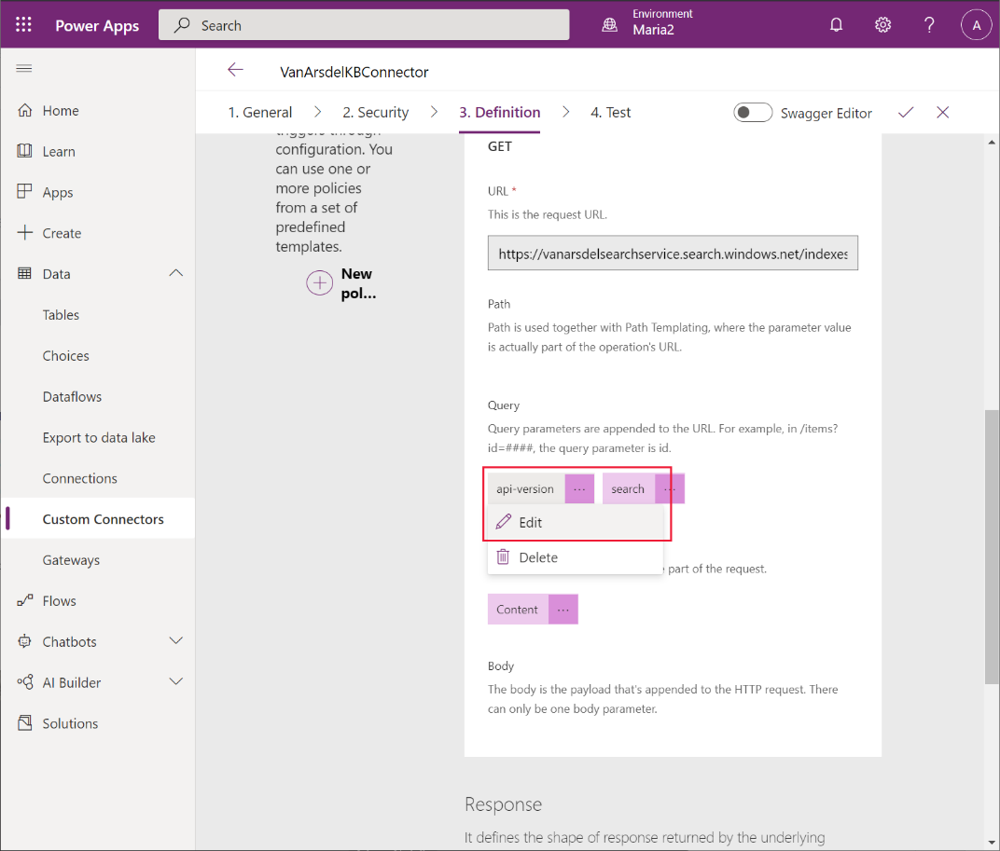 Power Apps
Search
Environment
Maria2
A
VanArsdelKBConnector
1. General
2. Security
3. Definition
4. Test
Swagger Editor
Home
Learn
Apps
Create
Data
Tables
Choices
Dataflows
Export to data lake
Connections
Custom Connectors
Gateways
Flows
Chatbots
AI Builder
Solutions
triggers through
configuration. You
can use one or
more policies
from a set of
predefined
templates.
New
pol...
GET
URL *
This is the request URL.
https://vanarsdelsearchservice.search.windows.net/indexes
Path
Path is used together with Path Templating, where the parameter value
is actually part of the operation's URL.
Query
Query parameters are appended to the URL. For example, in /items?
id=####, the query parameter is id.
api-version ... search ...
Edit
Delete
part of the request.
Content ...
Body
The body is the payload that's appended to the HTTP request. There
can only be one body parameter.
Response
It defines the shape of response returned by the underlying